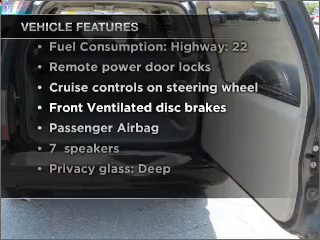 VEHICLE FEATURES
• Fuel Consumption: Highway: 22
• Remote power door locks
• Cruise controls on steering wheel
• Front Ventilated disc brakes
• Passenger Airbag
• 7 speakers
• Privacy glass: Deep